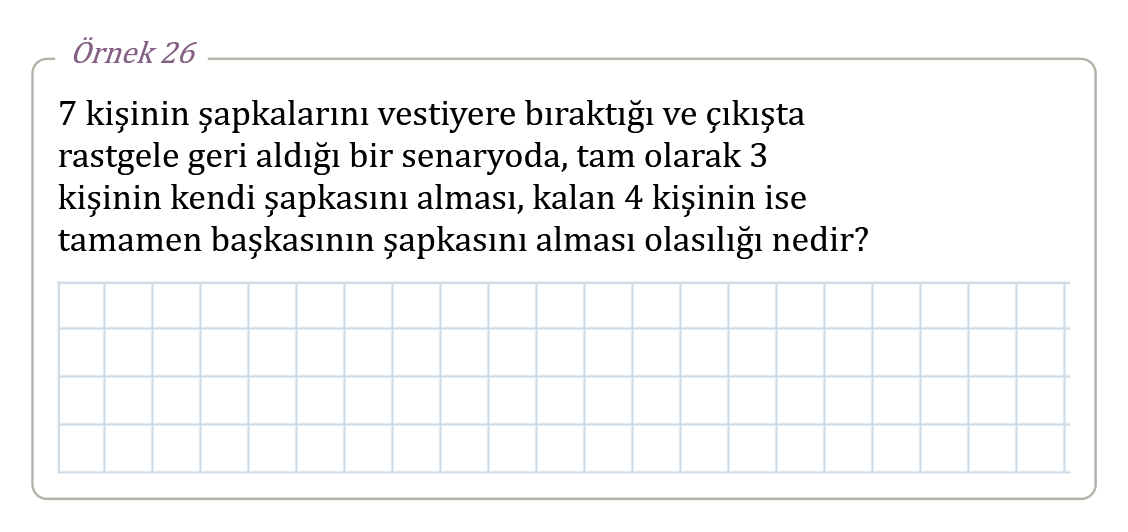 Örnek 26
7 kişinin şapkalarını vestiyere bıraktığı ve çıkışta
rastgele geri aldığı bir senaryoda, tam olarak 3
kişinin kendi şapkasını alması, kalan 4 kişinin ise
tamamen başkasının şapkasını alması olasılığı nedir?